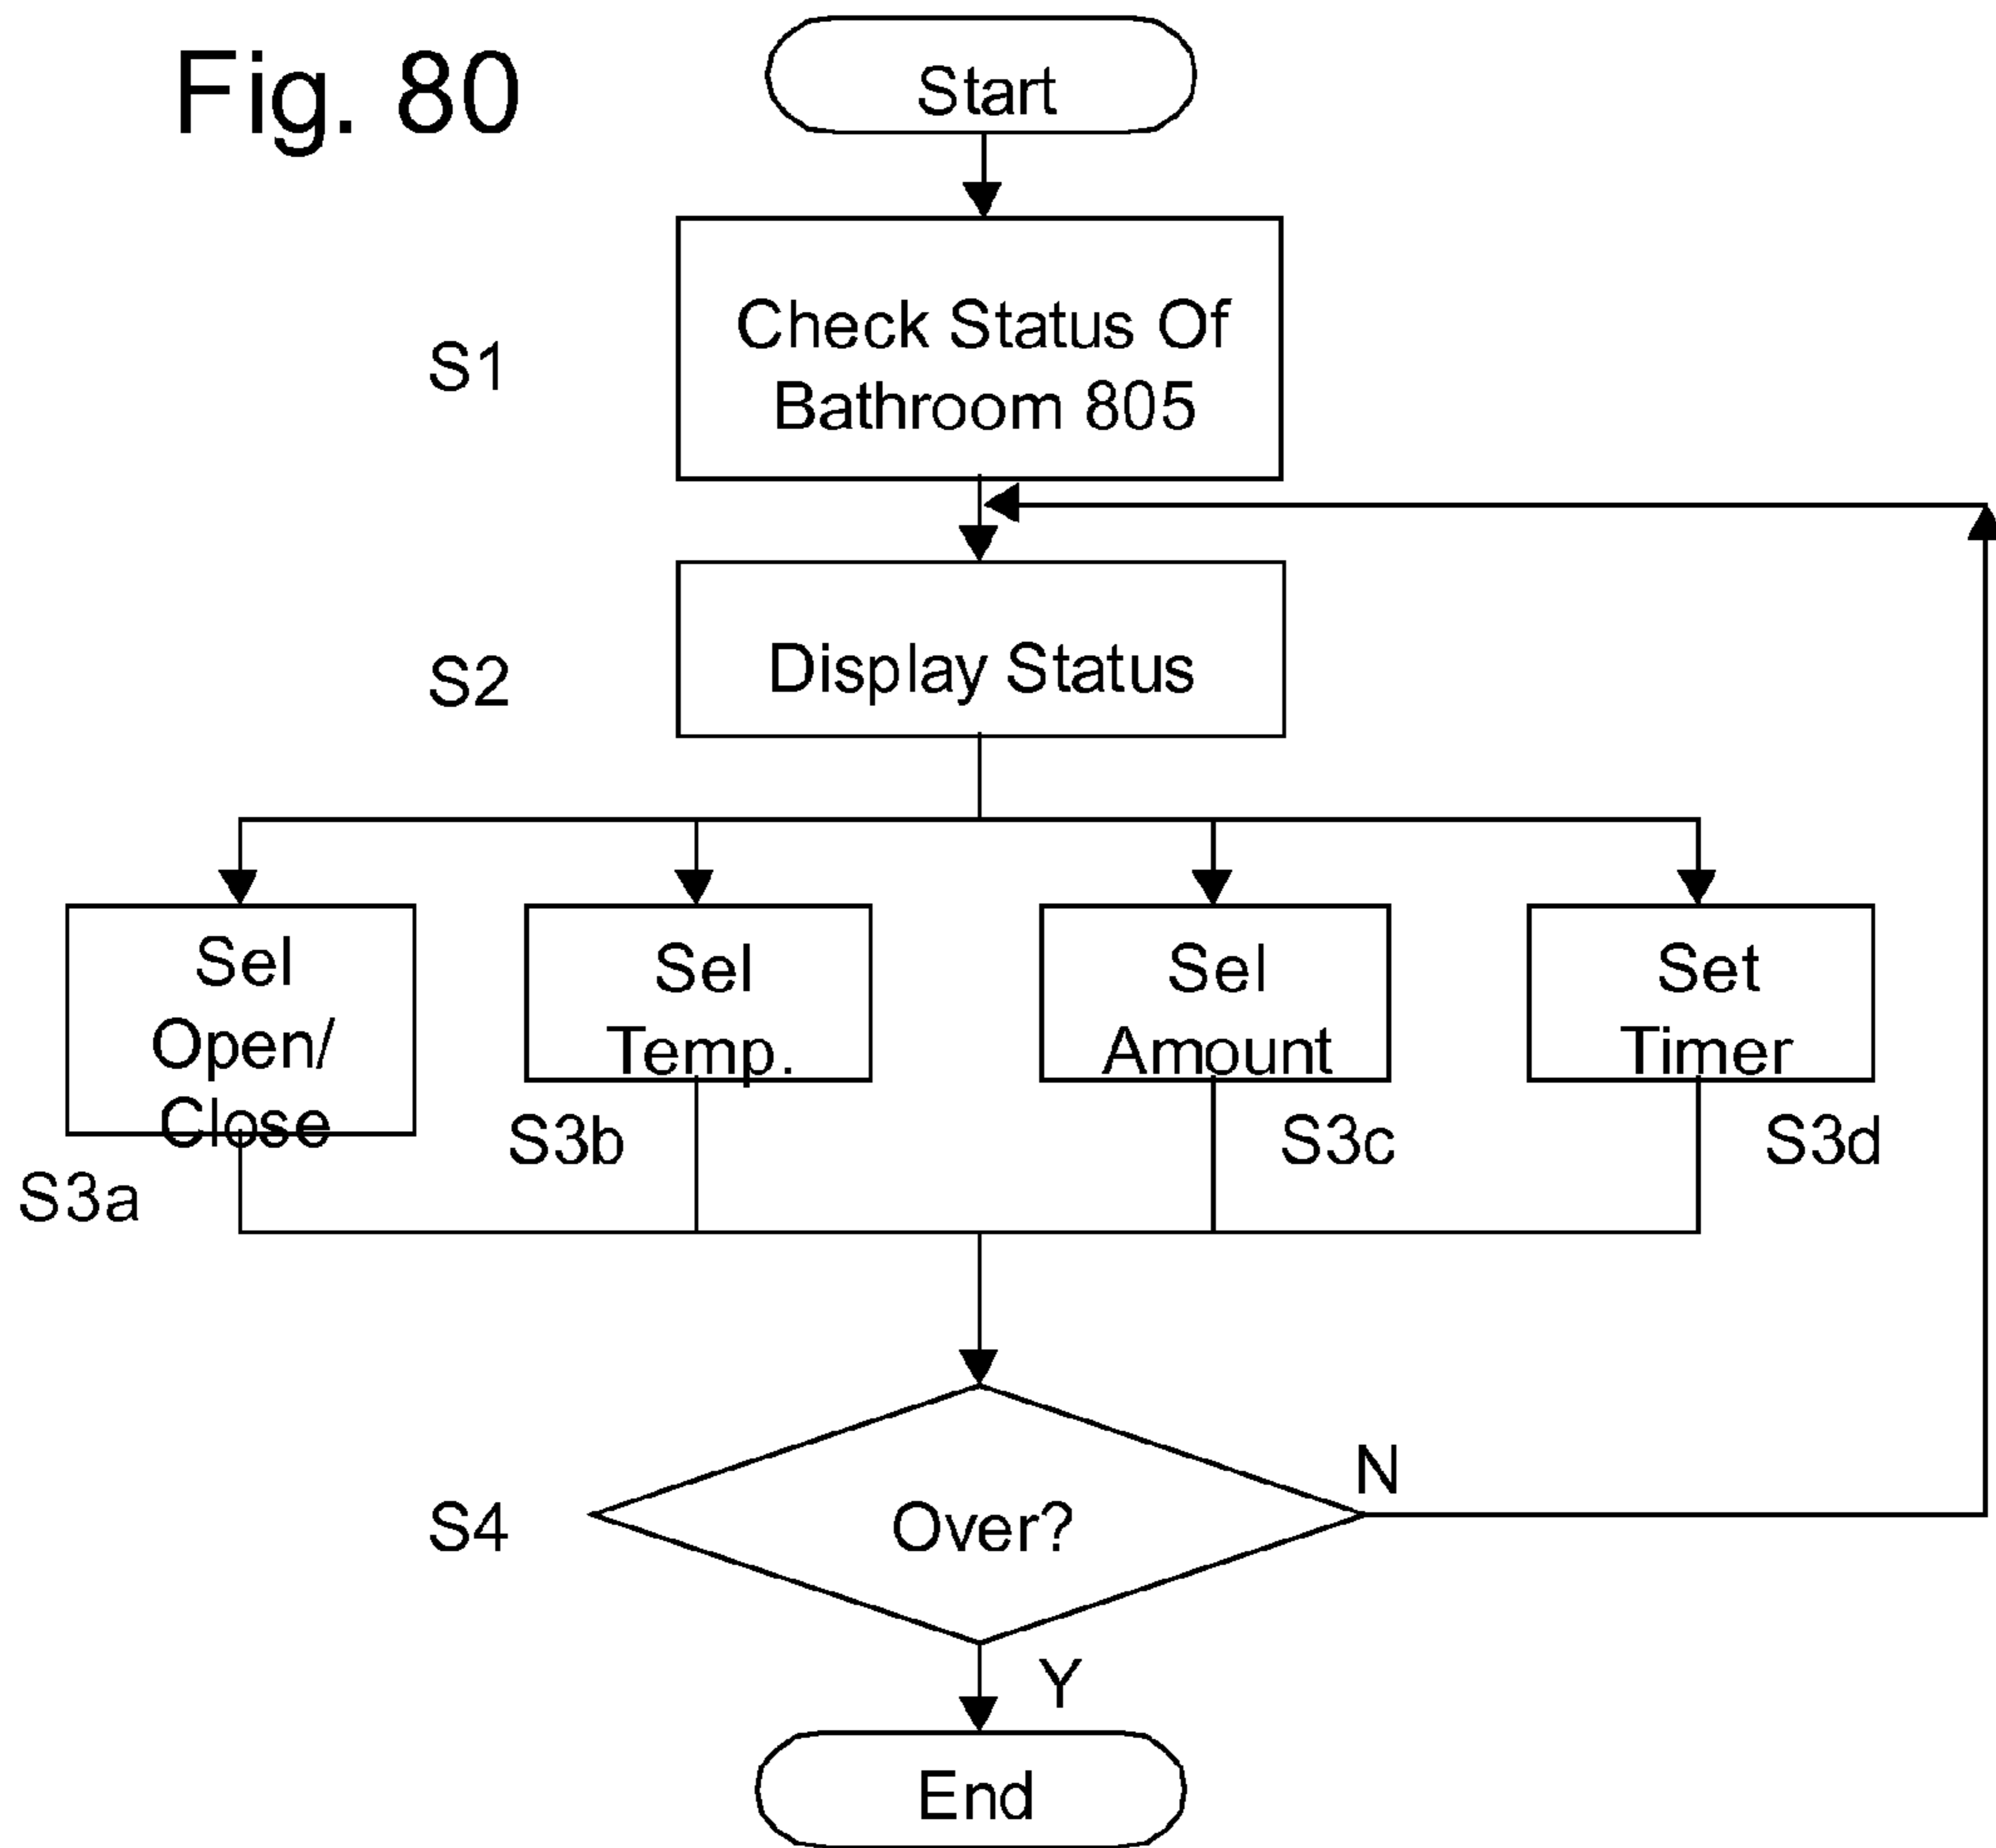 Fig. 80
Start
S1
Check Status Of
Bathroom 805
S2
Display Status
Sel
Open/
Close
S3a
Sel
Temp.
S3b
Sel
Amount
S3c
Set
Timer
S3d
S4
Over?
N
Y
End